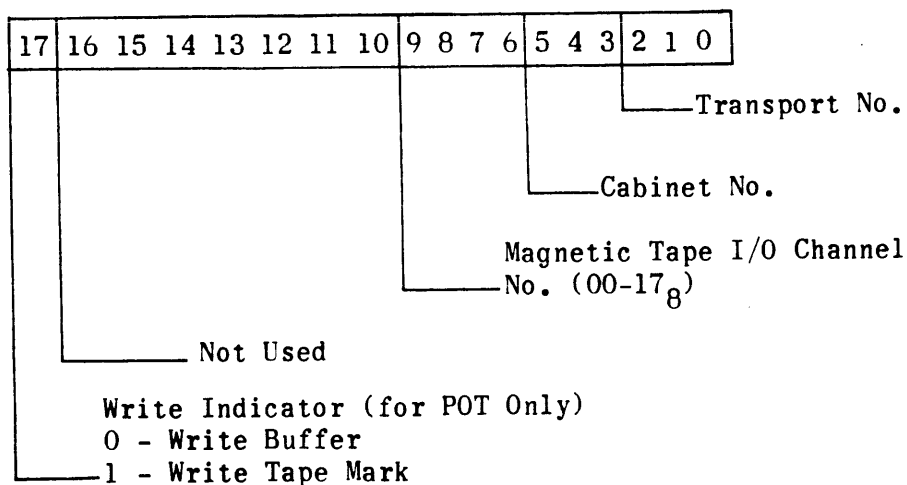 17 16 15 14 13 12 11 10 9 8 7 6 5 4 3 2 1 0
Transport No.
Cabinet No.
Magnetic Tape I/O Channel
No. (00-17₈)
Not Used
Write Indicator (for POT Only)
0 - Write Buffer
1 - Write Tape Mark